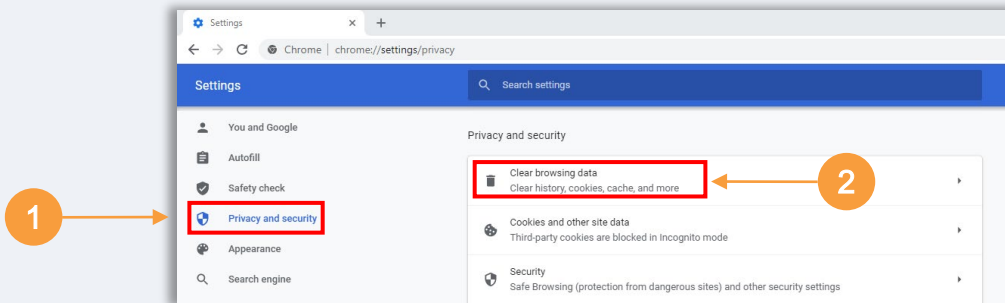 Settings
Chrome | chrome://settings/privacy
Settings
Search settings
You and Google
Autofill
Safety check
Privacy and security
Appearance
Search engine
Privacy and security
Clear browsing data
Clear history, cookies, cache, and more
Cookies and other site data
Third-party cookies are blocked in Incognito mode
Security
Safe Browsing (protection from dangerous sites) and other security settings
1
2